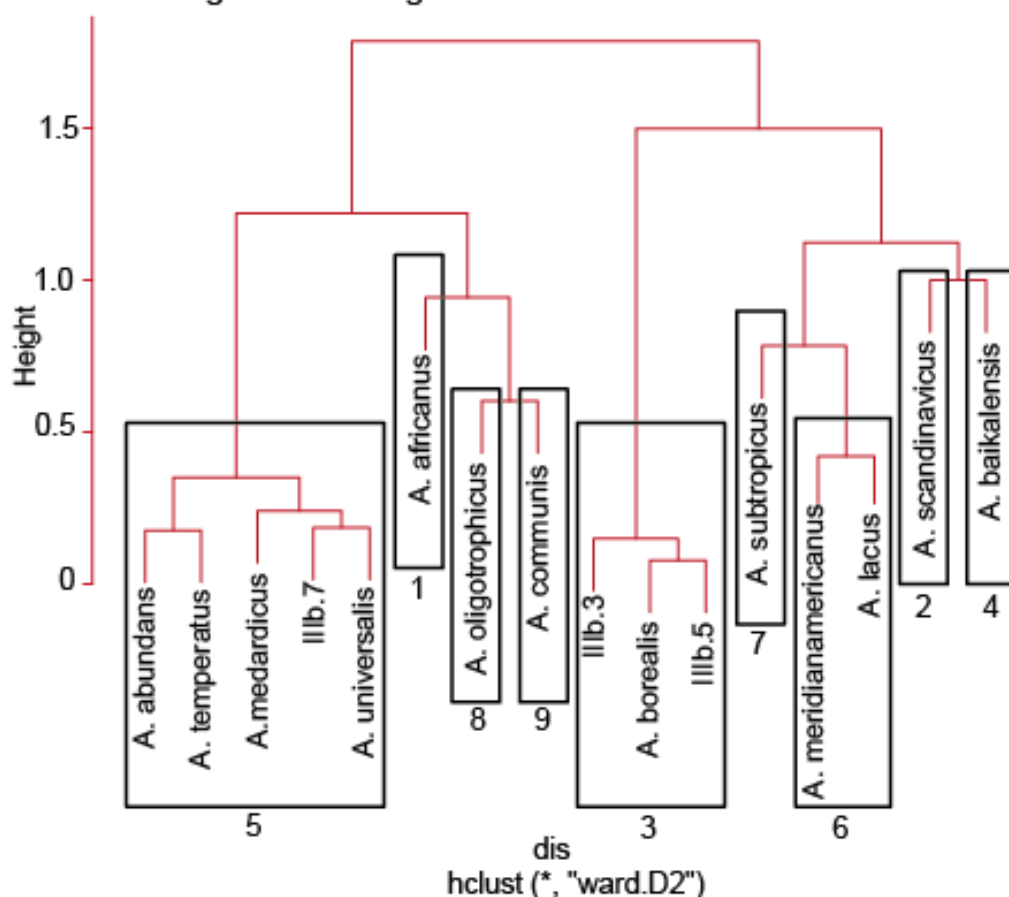 Height
1.5
1.0
0.5
0
A. abundans
A. temperatus
A.medardicus
IIIb.7
A. universalis
A. africanus
A. oligotrophicus
A. communis
IIIb.3
A. borealis
IIIb.5
A. subtropicus
A. meridianamericanus
A. lacus
A. scandinavicus
A. baikalensis
5
1
8
9
3
7
6
2
4
dis
hclust (*, "ward.D2")